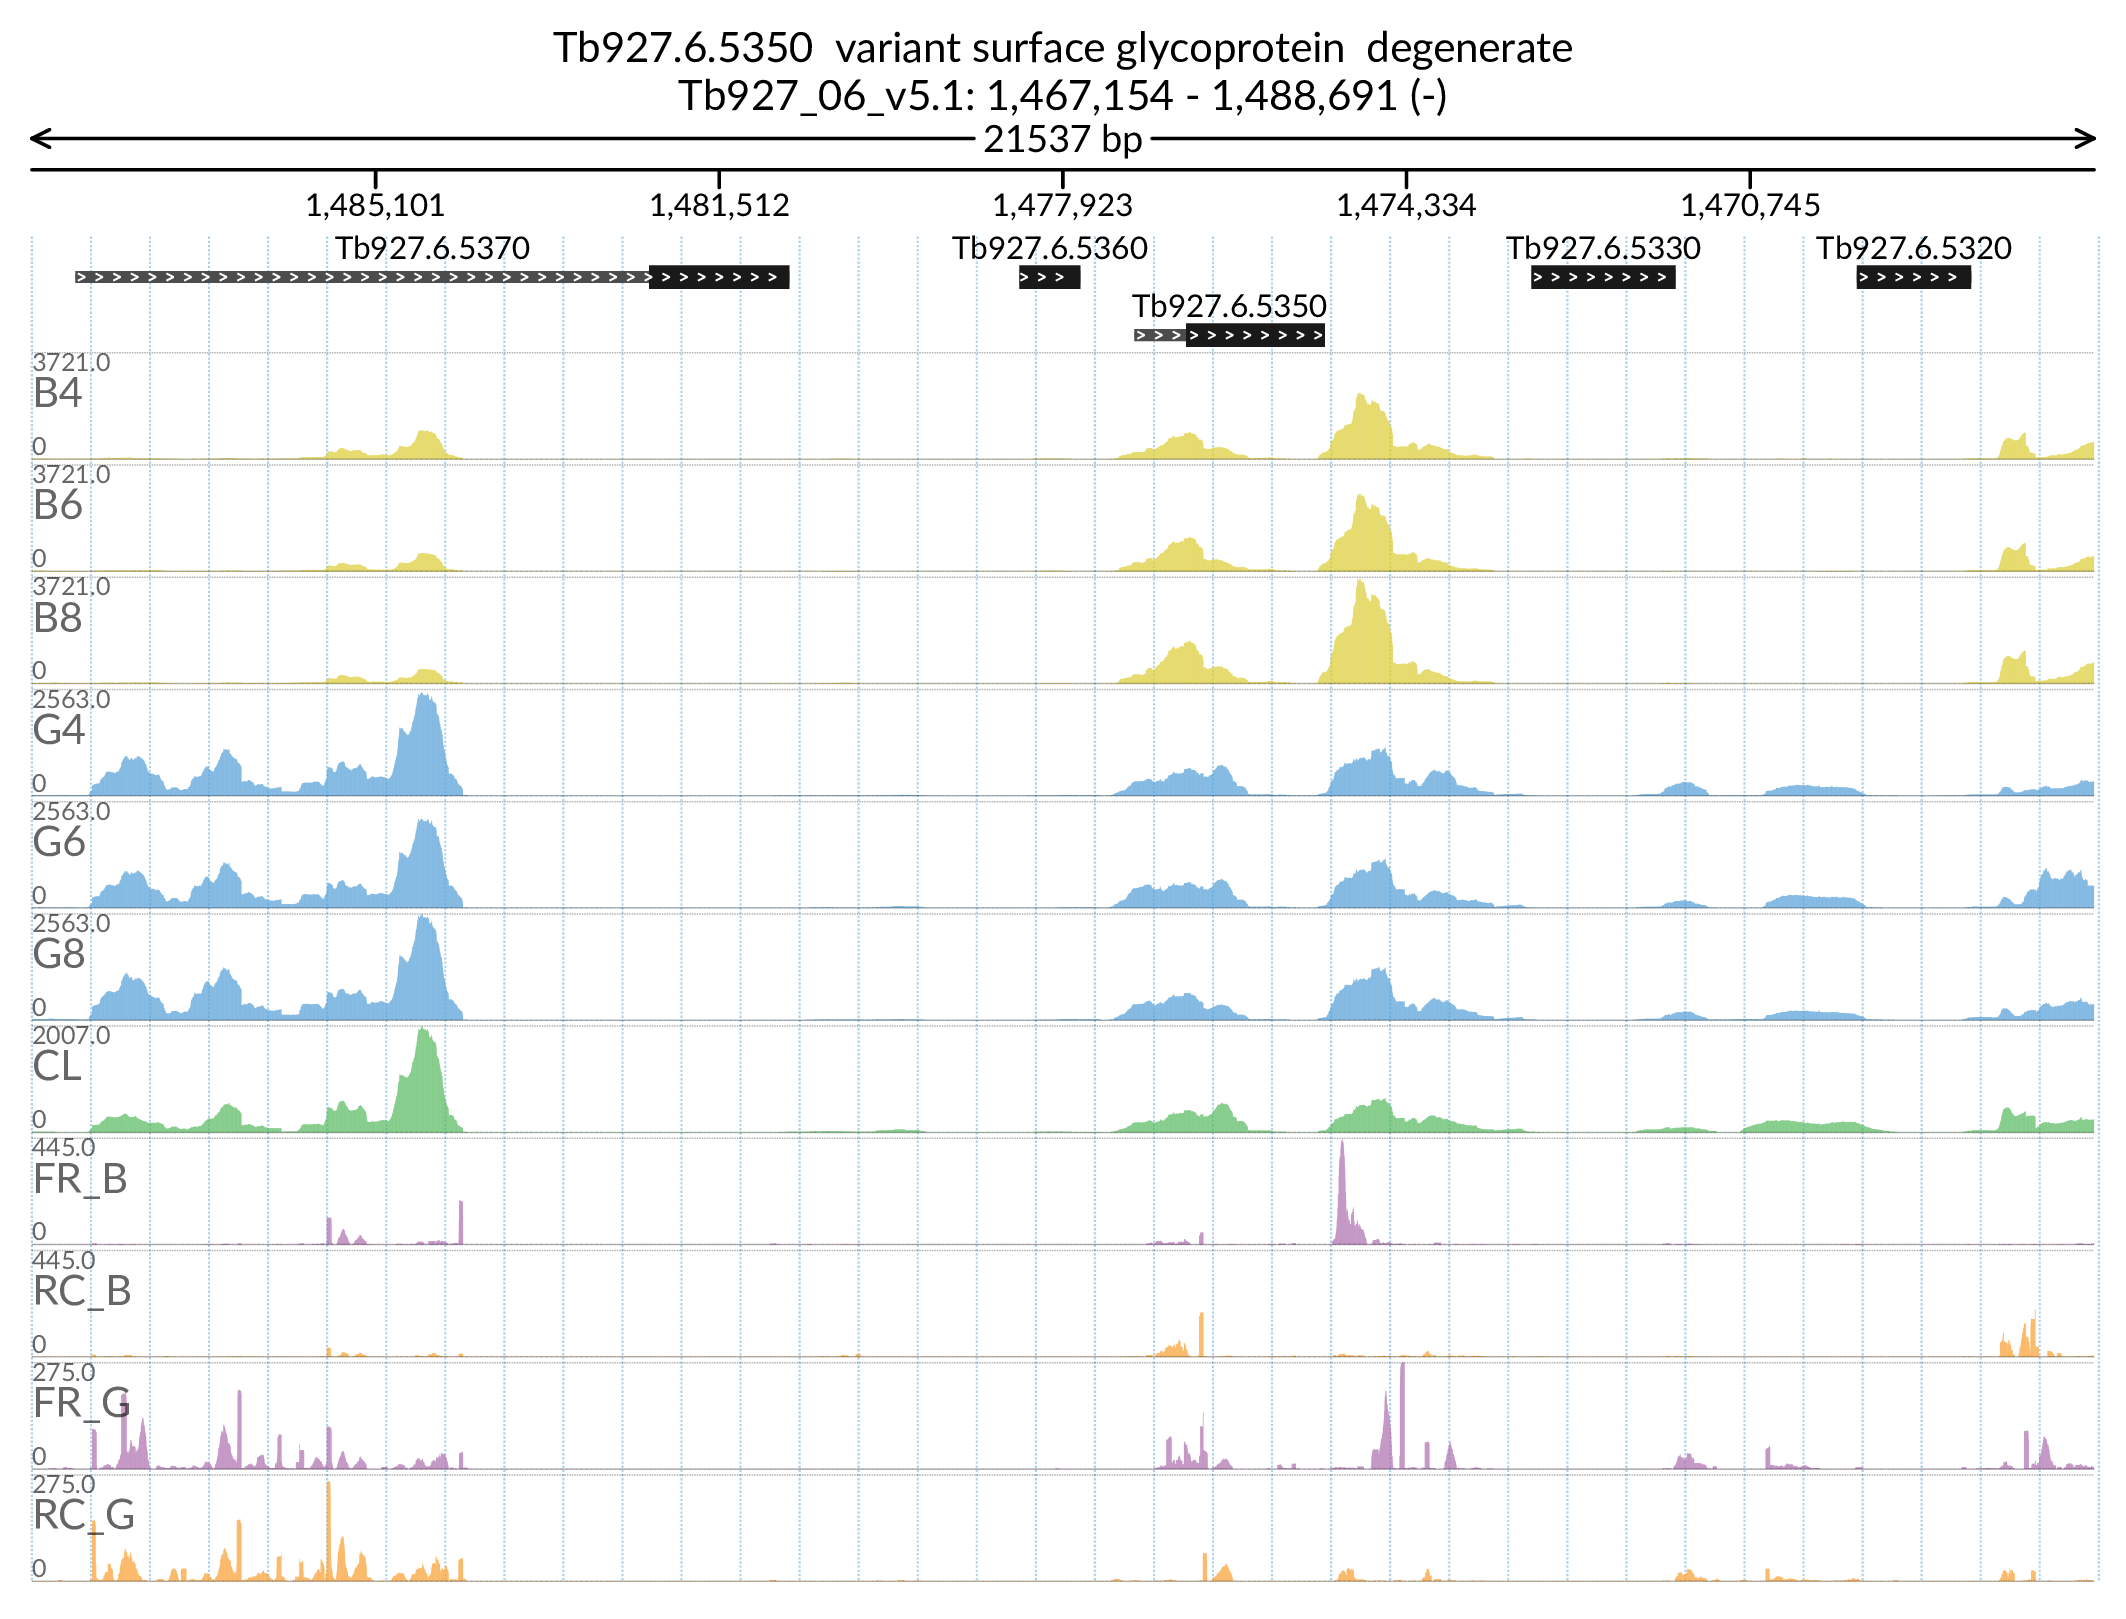 Tb927.6.5350 variant surface glycoprotein degenerate
Tb927_06_v5.1: 1,467,154 - 1,488,691 (-)
21537 bp
1,485,101 1,481,512 1,477,923 1,474,334 1,470,745
Tb927.6.5370 Tb927.6.5360 Tb927.6.5330 Tb927.6.5320
Tb927.6.5350
3721.0
B4
0
3721.0
B6
0
3721.0
B8
0
2563.0
G4
0
2563.0
G6
0
2563.0
G8
0
2007.0
CL
0
445.0
FR_B
0
445.0
RC_B
0
275.0
FR_G
0
275.0
RC_G
0